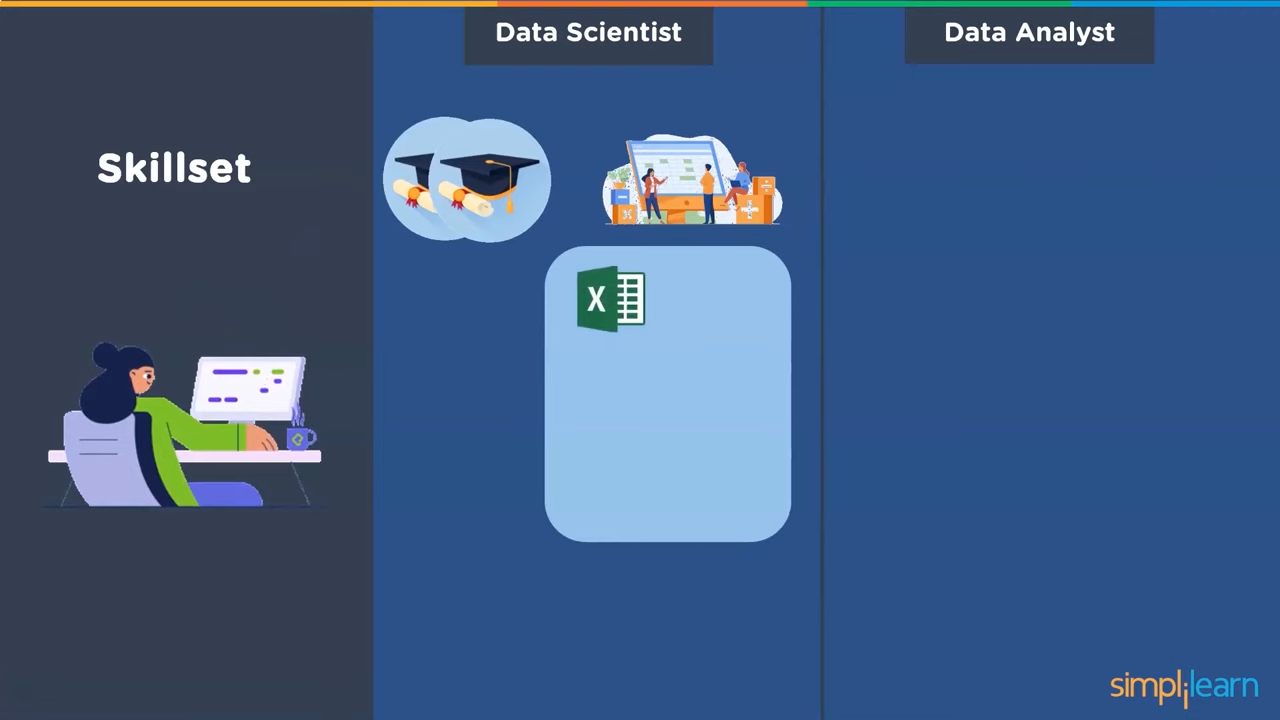 Data Scientist
Data Analyst
Skillset
X
simplilearn